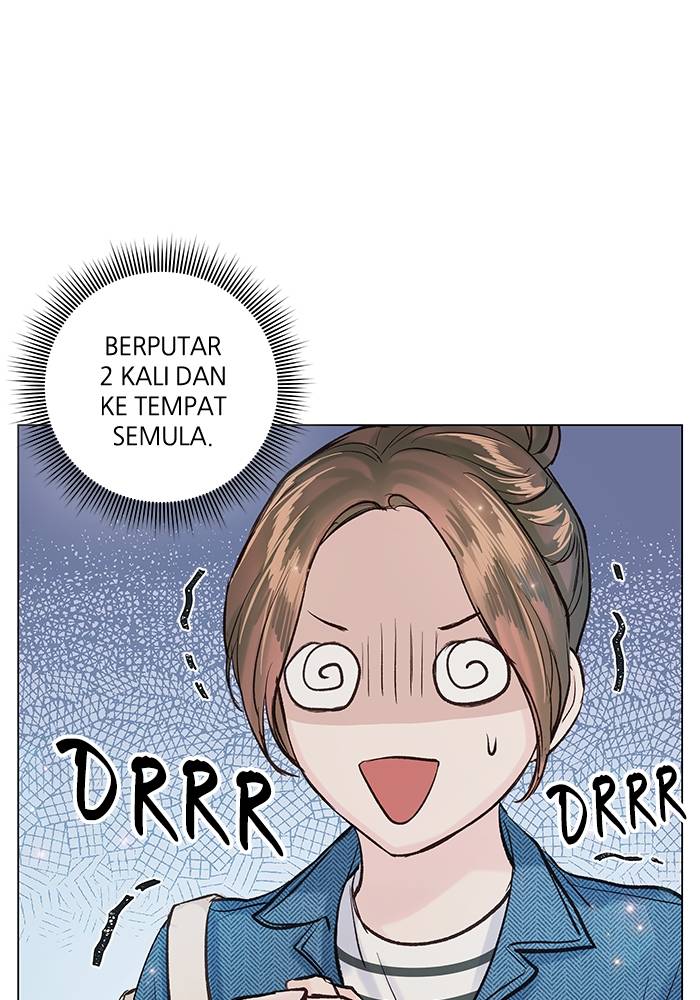 BERPUTAR
2 KALI DAN
KE TEMPAT
SEMULA.
DRRR
DRRR